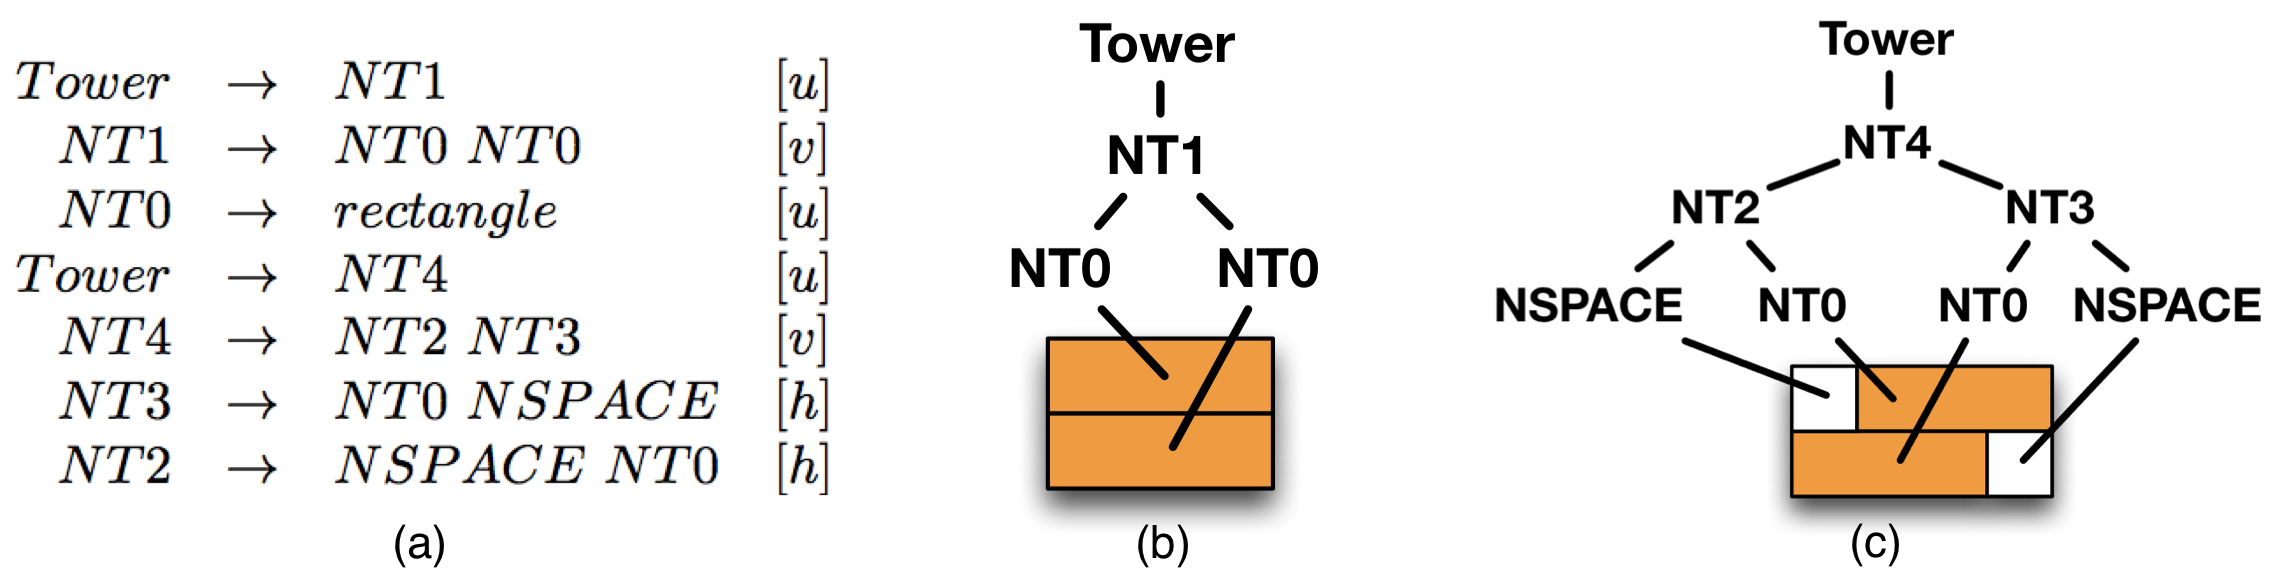 Tower → NT1 [u]
NT1 → NT0 NT0 [v]
NT0 → rectangle [u]
Tower → NT4 [u]
NT4 → NT2 NT3 [v]
NT3 → NT0 NSPACE [h]
NT2 → NSPACE NT0 [h]
(a)
Tower
NT1
NT0 NT0
(b)
Tower
NT4
NT2 NT3
NSPACE NT0 NT0 NSPACE
(c)